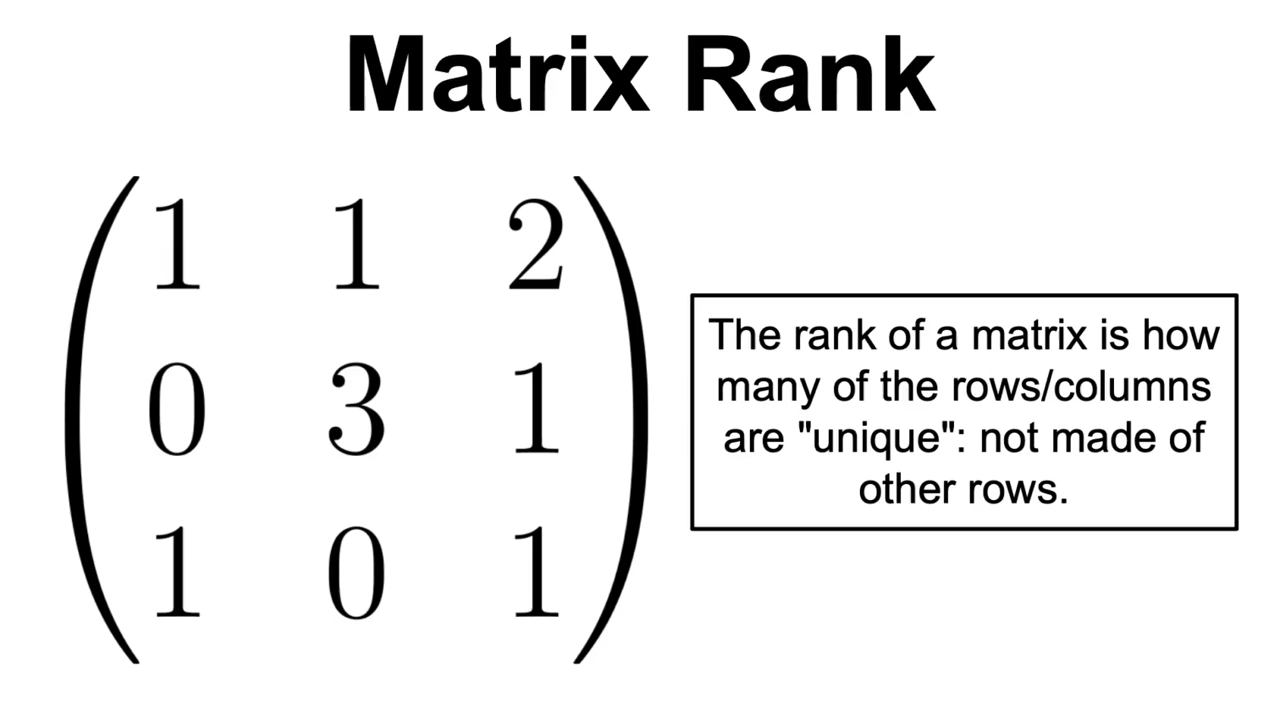 Matrix Rank
1 1 2
0 3 1
1 0 1
The rank of a matrix is how
many of the rows/columns
are "unique": not made of
other rows.